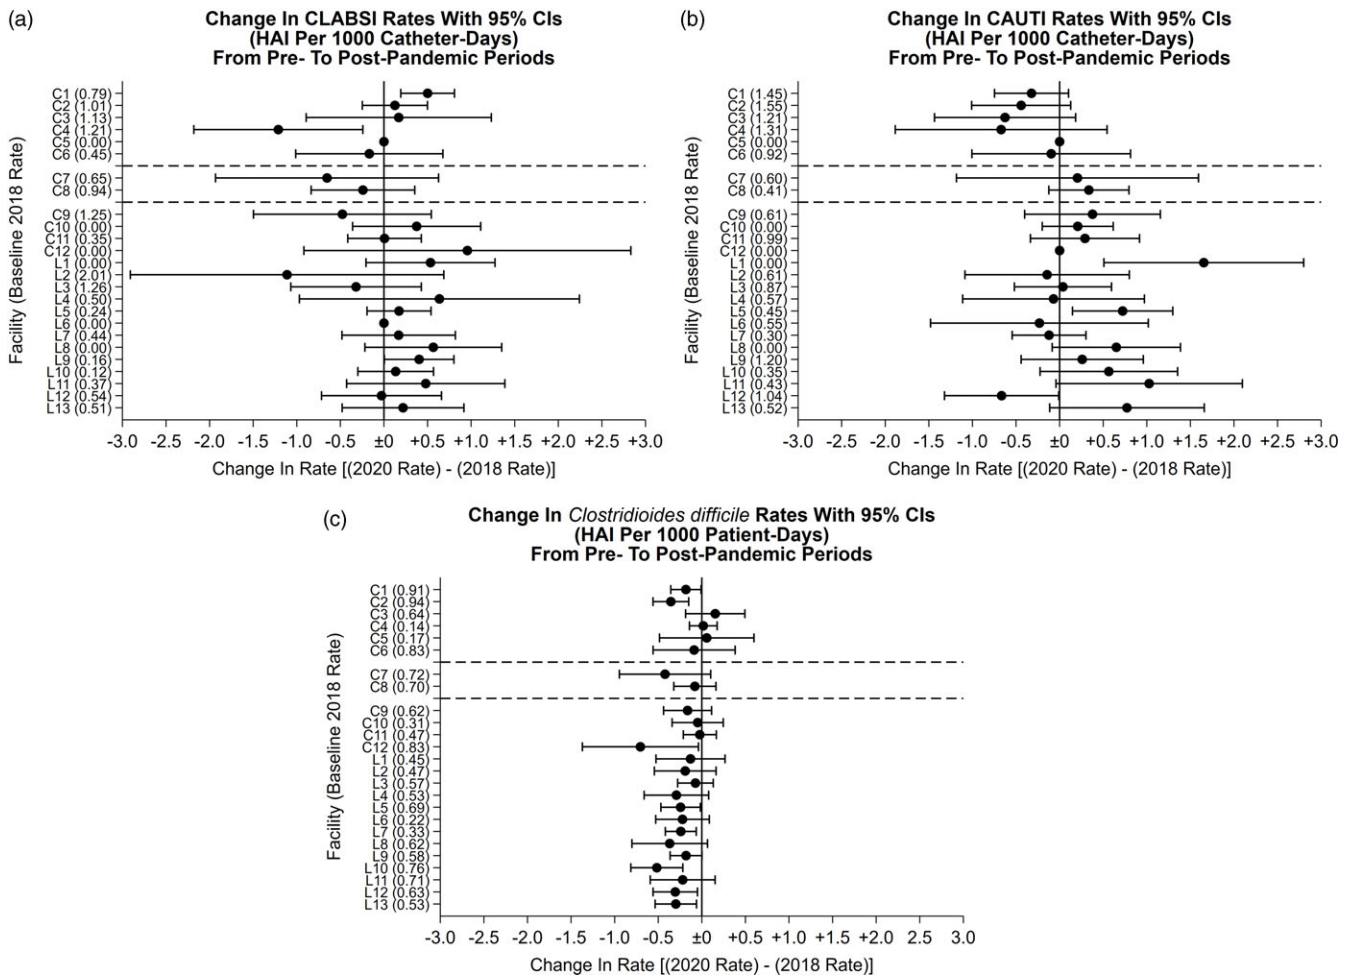 (a)
Change In CLABSI Rates With 95% CIs
(HAI Per 1000 Catheter-Days)
From Pre- To Post-Pandemic Periods
Facility (Baseline 2018 Rate)
C1 (0.79)
C2 (1.01)
C3 (1.13)
C4 (1.21)
C5 (0.00)
C6 (0.45)
C7 (0.65)
C8 (0.94)
C9 (1.25)
C10 (0.00)
C11 (0.35)
C12 (0.00)
L1 (0.00)
L2 (2.01)
L3 (1.26)
L4 (0.50)
L5 (0.24)
L6 (0.00)
L7 (0.44)
L8 (0.00)
L9 (0.16)
L10 (0.12)
L11 (0.37)
L12 (0.54)
L13 (0.51)
-3.0 -2.5 -2.0 -1.5 -1.0 -0.5 ±0 +0.5 +1.0 +1.5 +2.0 +2.5 +3.0
Change In Rate [(2020 Rate) - (2018 Rate)]
(b)
Change In CAUTI Rates With 95% CIs
(HAI Per 1000 Catheter-Days)
From Pre- To Post-Pandemic Periods
Facility (Baseline 2018 Rate)
C1 (1.45)
C2 (1.55)
C3 (1.21)
C4 (1.31)
C5 (0.00)
C6 (0.92)
C7 (0.60)
C8 (0.41)
C9 (0.61)
C10 (0.00)
C11 (0.99)
C12 (0.00)
L1 (0.00)
L2 (0.61)
L3 (0.87)
L4 (0.57)
L5 (0.45)
L6 (0.55)
L7 (0.30)
L8 (0.00)
L9 (1.20)
L10 (0.35)
L11 (0.43)
L12 (1.04)
L13 (0.52)
-3.0 -2.5 -2.0 -1.5 -1.0 -0.5 ±0 +0.5 +1.0 +1.5 +2.0 +2.5 +3.0
Change In Rate [(2020 Rate) - (2018 Rate)]
(c)
Change In Clostridioides difficile Rates With 95% CIs
(HAI Per 1000 Patient-Days)
From Pre- To Post-Pandemic Periods
Facility (Baseline 2018 Rate)
C1 (0.91)
C2 (0.94)
C3 (0.64)
C4 (0.14)
C5 (0.17)
C6 (0.83)
C7 (0.72)
C8 (0.70)
C9 (0.62)
C10 (0.31)
C11 (0.47)
C12 (0.83)
L1 (0.45)
L2 (0.47)
L3 (0.57)
L4 (0.53)
L5 (0.69)
L6 (0.22)
L7 (0.33)
L8 (0.62)
L9 (0.58)
L10 (0.76)
L11 (0.71)
L12 (0.63)
L13 (0.53)
-3.0 -2.5 -2.0 -1.5 -1.0 -0.5 ±0 +0.5 +1.0 +1.5 +2.0 +2.5 3.0
Change In Rate [(2020 Rate) - (2018 Rate)]